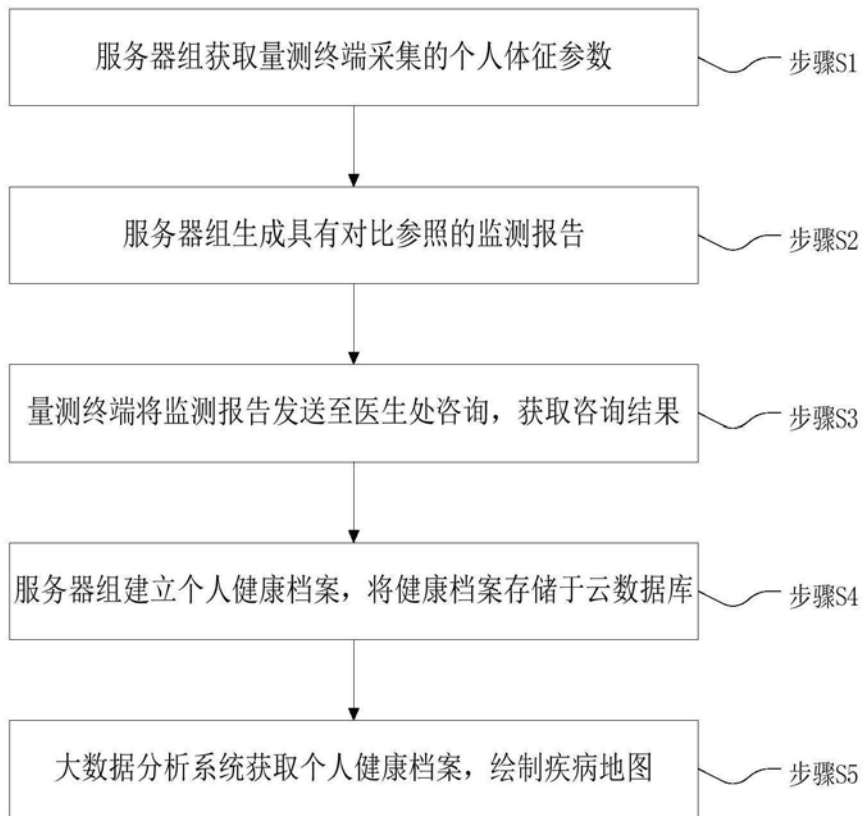 服务器组获取量测终端采集的个人体征参数
步骤S1
服务器组生成具有对比参照的监测报告
步骤S2
量测终端将监测报告发送至医生处咨询，获取咨询结果
步骤S3
服务器组建立个人健康档案，将健康档案存储于云数据库
步骤S4
大数据分析系统获取个人健康档案，绘制疾病地图
步骤S5